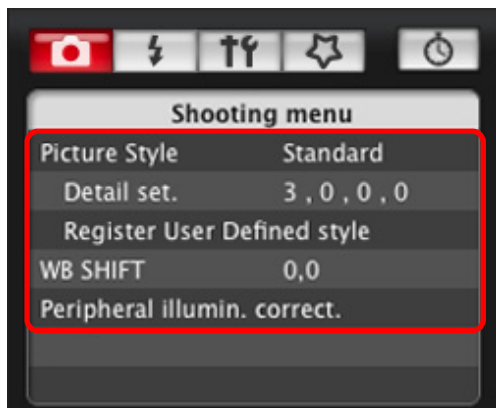 Shooting menu
Picture Style Standard
Detail set. 3 , 0 , 0 , 0
Register User Defined style
WB SHIFT 0,0
Peripheral illumin. correct.